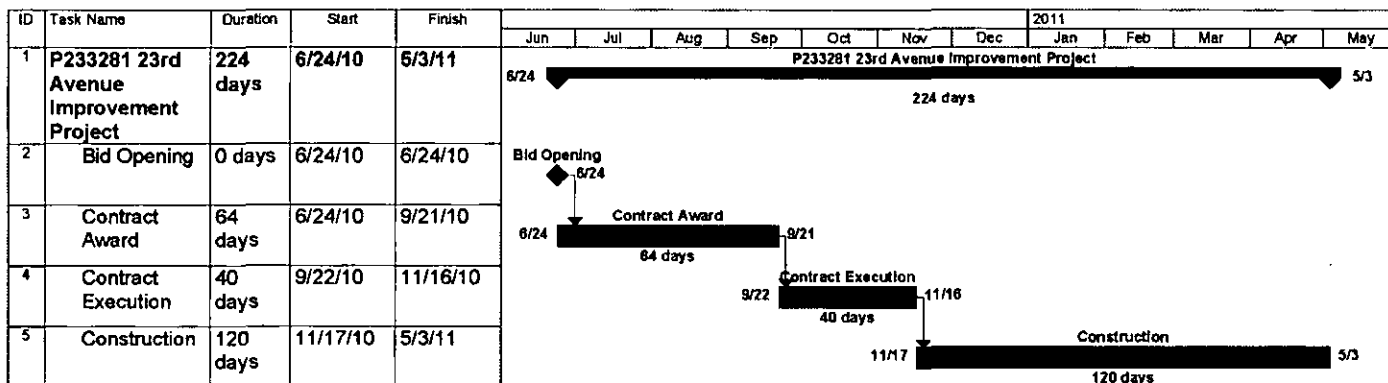 ID Task Name Duration Start Finish 2011
Jun Jul Aug Sep Oct Nov Dec Jan Feb Mar Apr May
1 P233281 23rd 224 6/24/10 5/3/11
Avenue days
Improvement
Project
P233281 23rd Avenue Improvement Project
6/24 5/3
224 days
2 Bid Opening 0 days 6/24/10 6/24/10
Bid Opening
6/24
3 Contract 64 6/24/10 9/21/10
Award days
Contract Award
6/24 9/21
64 days
4 Contract 40 9/22/10 11/16/10
Execution days
Contract Execution
9/22 11/16
40 days
5 Construction 120 11/17/10 5/3/11
days
Construction
11/17 5/3
120 days